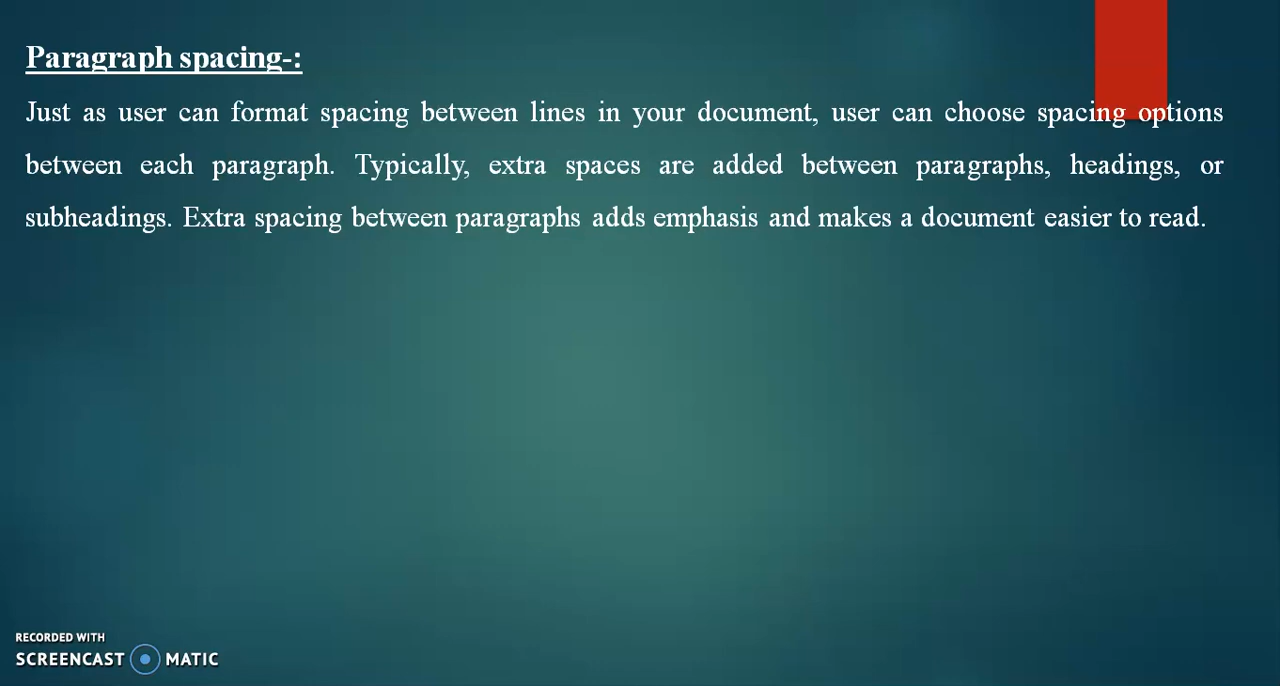 Paragraph spacing-:
Just as user can format spacing between lines in your document, user can choose spacing options
between each paragraph. Typically, extra spaces are added between paragraphs, headings, or
subheadings. Extra spacing between paragraphs adds emphasis and makes a document easier to read.
RECORDED WITH
SCREENCAST MATIC